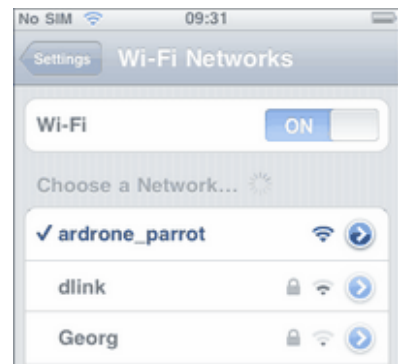 No SIM 09:31
Settings Wi-Fi Networks
Wi-Fi ON
Choose a Network...
✓ ardrone_parrot
dlink
Georg